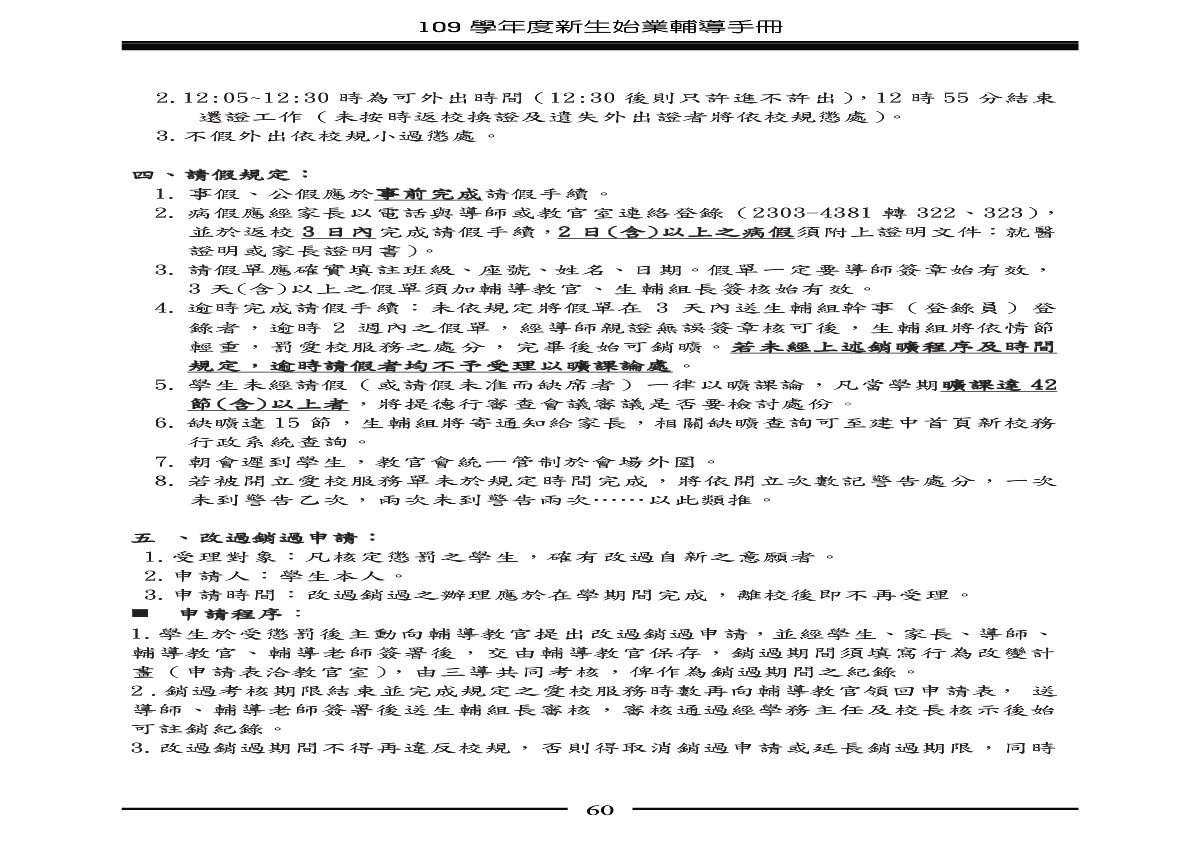 109 學年度新生始業輔導手冊
2. 12:05~12:30 時為可外出時間（12:30 後則只許進不許出），12 時 55 分結束
還證工作（未按時返校換證及遺失外出證者將依校規懲處）。
3. 不假外出依校規小過懲處。
四、請假規定：
1. 事假、公假應於事前完成請假手續。
2. 病假應經家長以電話與導師或教官室連絡登錄（2303-4381 轉 322、323），
並於返校 3 日內完成請假手續，2 日(含)以上之病假須附上證明文件：就醫
證明或家長證明書）。
3. 請假單應確實填註班級、座號、姓名、日期。假單一定要導師簽章始有效，
3 天(含)以上之假單須加輔導教官、生輔組長簽核始有效。
4. 逾時完成請假手續：未依規定將假單在 3 天內送生輔組幹事（登錄員）登
錄者，逾時 2 週內之假單，經導師親證無誤簽章核可後，生輔組將依情節
輕重，罰愛校服務之處分，完畢後始可銷曠。若未經上述銷曠程序及時間
規定，逾時請假者均不予受理以曠課論處。
5. 學生未經請假（或請假未准而缺席者）一律以曠課論，凡當學期曠課達 42
節(含)以上者，將提德行審查會議審議是否要檢討處份。
6. 缺曠達 15 節，生輔組將寄通知給家長，相關缺曠查詢可至建中首頁新校務
行政系統查詢。
7. 朝會遲到學生，教官會統一管制於會場外圍。
8. 若被開立愛校服務單未於規定時間完成，將依開立次數記警告處分，一次
未到警告乙次，兩次未到警告兩次……以此類推。
五 、改過銷過申請：
1. 受理對象：凡核定懲罰之學生，確有改過自新之意願者。
2. 申請人：學生本人。
3. 申請時間：改過銷過之辦理應於在學期間完成，離校後即不再受理。
■ 申請程序：
1. 學生於受懲罰後主動向輔導教官提出改過銷過申請，並經學生、家長、導師、
輔導教官、輔導老師簽署後，交由輔導教官保存，銷過期間須填寫行為改變計
畫（申請表洽教官室），由三導共同考核，俾作為銷過期間之紀錄。
2．銷過考核期限結束並完成規定之愛校服務時數再向輔導教官領回申請表， 送
導師、輔導老師簽署後送生輔組長審核，審核通過經學務主任及校長核示後始
可註銷紀錄。
3. 改過銷過期間不得再違反校規，否則得取消銷過申請或延長銷過期限，同時
60